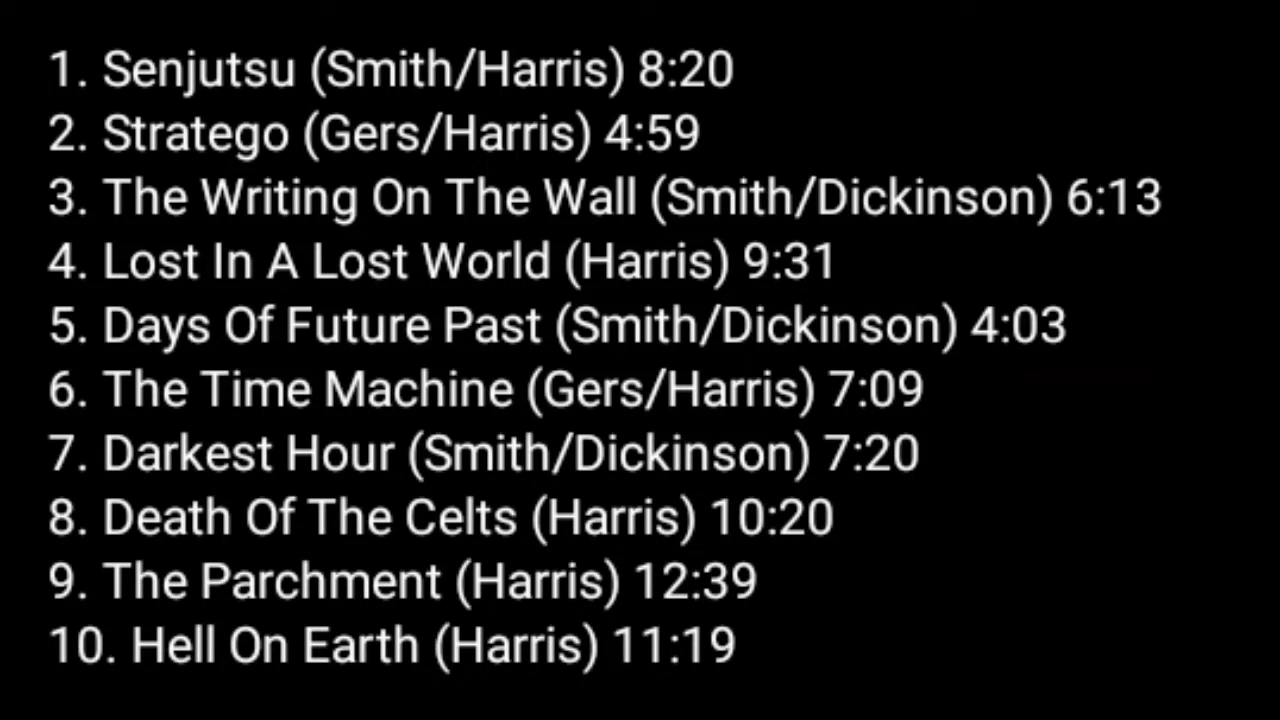 1. Senjutsu (Smith/Harris) 8:20
2. Stratego (Gers/Harris) 4:59
3. The Writing On The Wall (Smith/Dickinson) 6:13
4. Lost In A Lost World (Harris) 9:31
5. Days Of Future Past (Smith/Dickinson) 4:03
6. The Time Machine (Gers/Harris) 7:09
7. Darkest Hour (Smith/Dickinson) 7:20
8. Death Of The Celts (Harris) 10:20
9. The Parchment (Harris) 12:39
10. Hell On Earth (Harris) 11:19